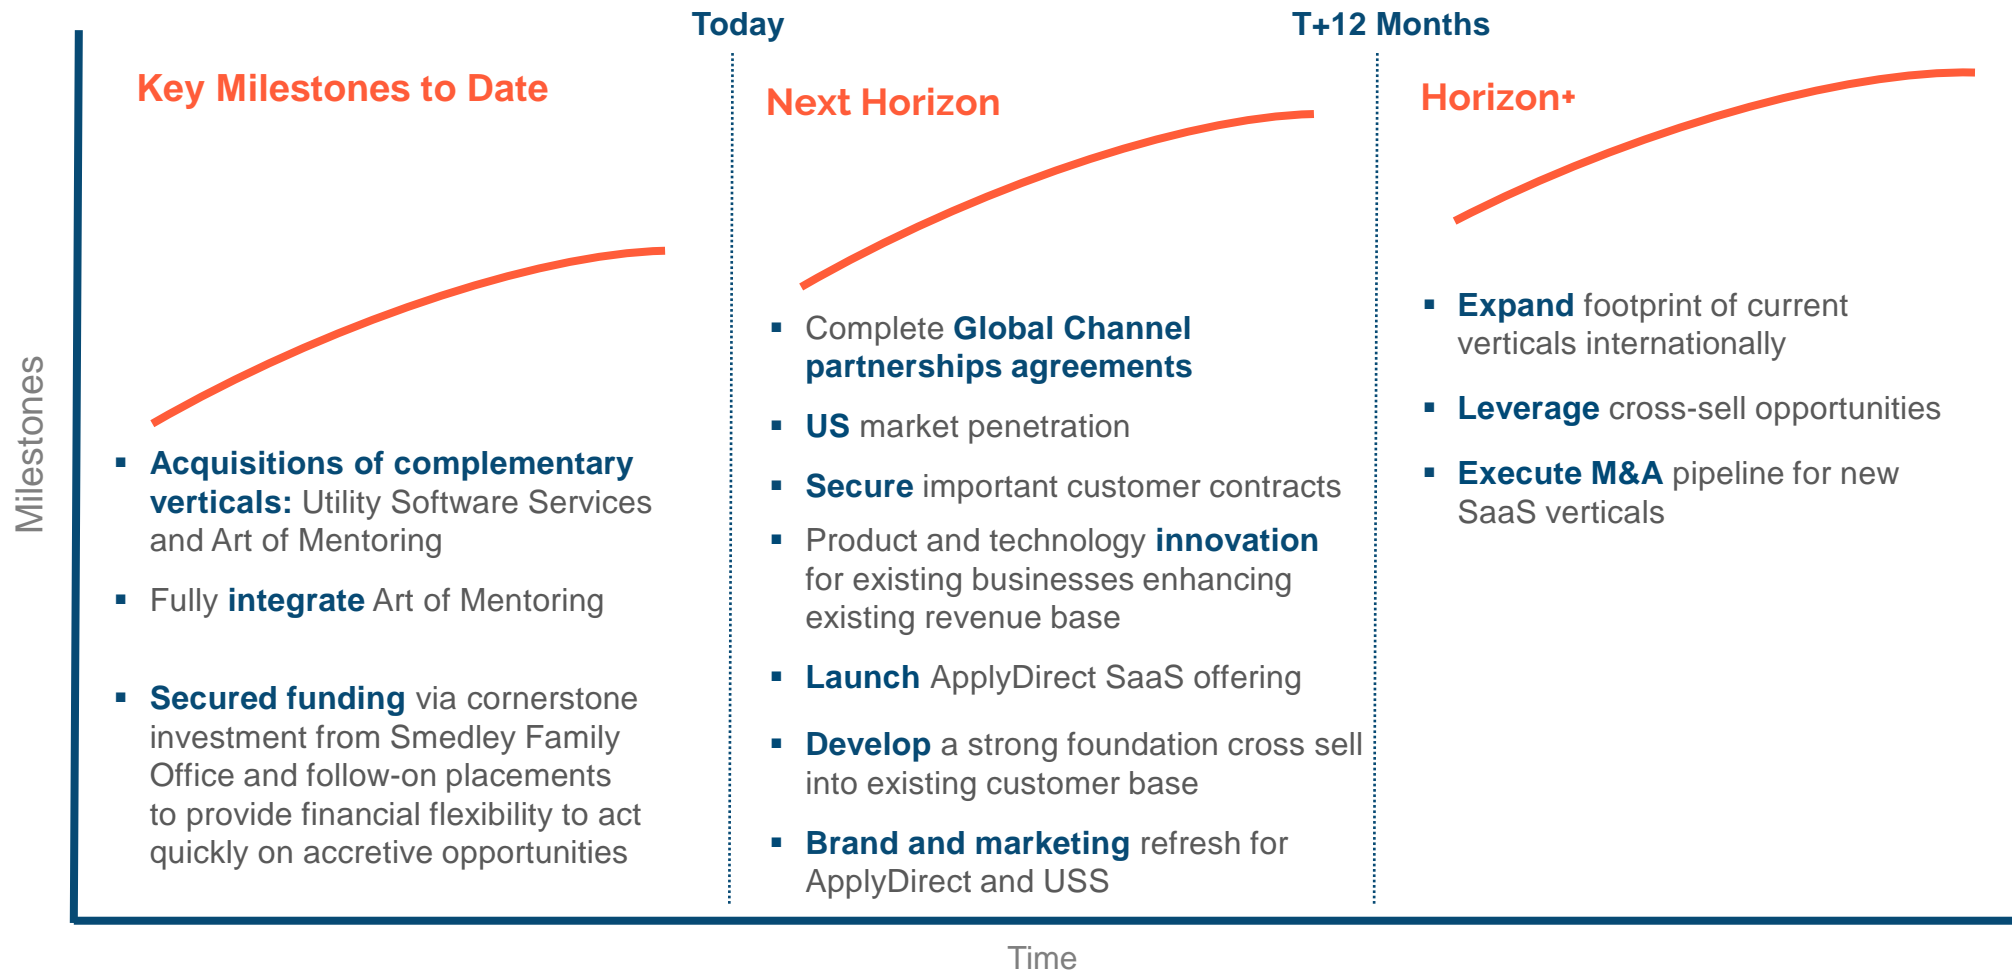 Today
T+12 Months
Key Milestones to Date
Next Horizon
Horizon+
Milestones
▪ Acquisitions of complementary
verticals: Utility Software Services
and Art of Mentoring
▪ Fully integrate Art of Mentoring
▪ Secured funding via cornerstone
investment from Smedley Family
Office and follow-on placements
to provide financial flexibility to act
quickly on accretive opportunities
▪ Complete Global Channel
partnerships agreements
▪ US market penetration
▪ Secure important customer contracts
▪ Product and technology innovation
for existing businesses enhancing
existing revenue base
▪ Launch ApplyDirect SaaS offering
▪ Develop a strong foundation cross sell
into existing customer base
▪ Brand and marketing refresh for
ApplyDirect and USS
▪ Expand footprint of current
verticals internationally
▪ Leverage cross-sell opportunities
▪ Execute M&A pipeline for new
SaaS verticals
Time